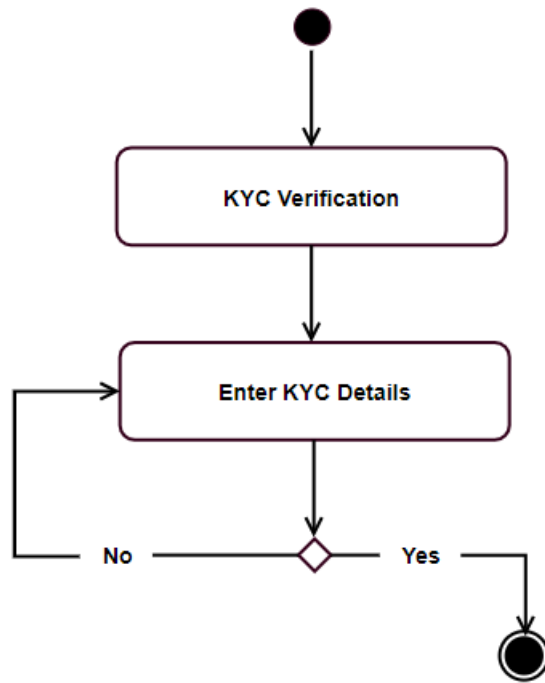 KYC Verification
Enter KYC Details
No
Yes